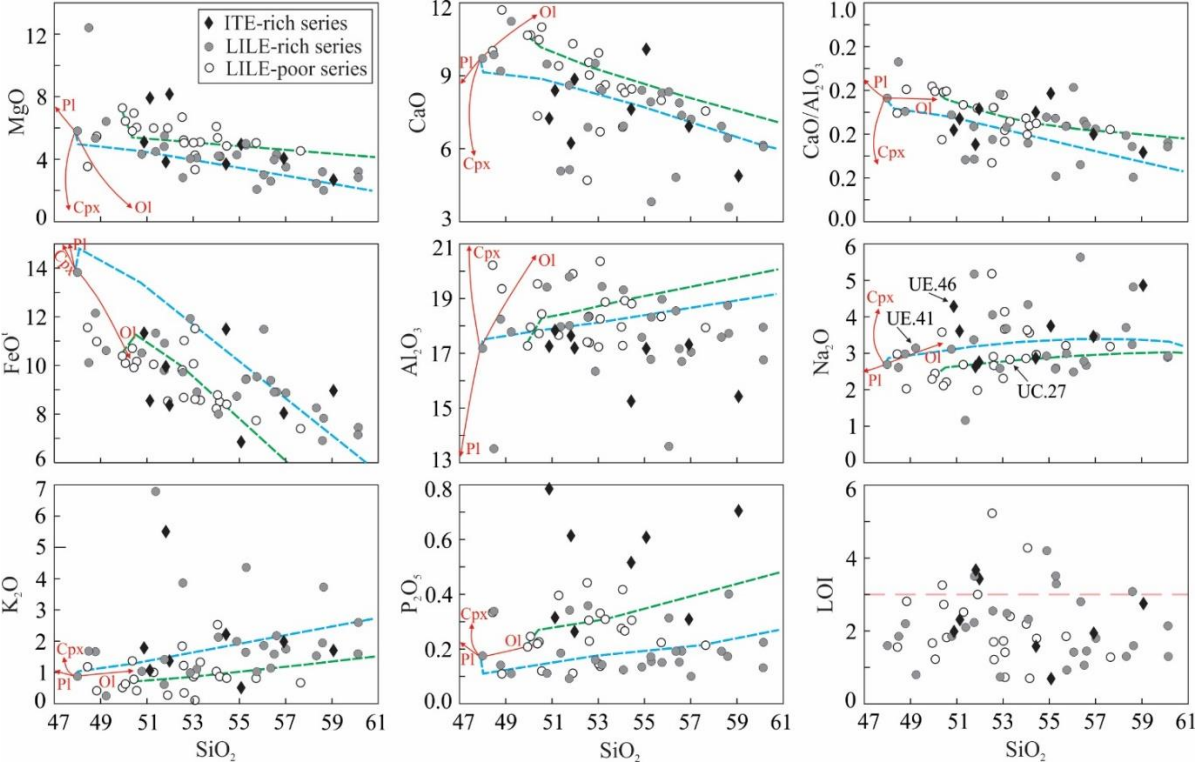 MgO
12
8
4
0
Pl
Cpx
Ol
ITE-rich series
LILE-rich series
LILE-poor series
CaO
12
9
6
3
Ol
Pl
Cpx
CaO/Al₂O₃
1.0
0.2
0.2
0.2
0.2
0.0
Pl
Ol
Cpx
FeOᵗ
14
12
10
8
6
Pl
Cpx
Ol
Al₂O₃
21
19
17
15
13
Cpx
Ol
Pl
Na₂O
6
5
4
3
2
1
0
UE.46
UE.41
UC.27
Cpx
Ol
Pl
K₂O
7
6
5
4
3
2
1
0
Cpx
Pl
Ol
47 49 51 53 55 57 59 61
SiO₂
P₂O₅
0.8
0.6
0.4
0.2
0.0
Cpx
Ol
Pl
47 49 51 53 55 57 59 61
SiO₂
LOI
6
4
2
0
47 49 51 53 55 57 59 61
SiO₂